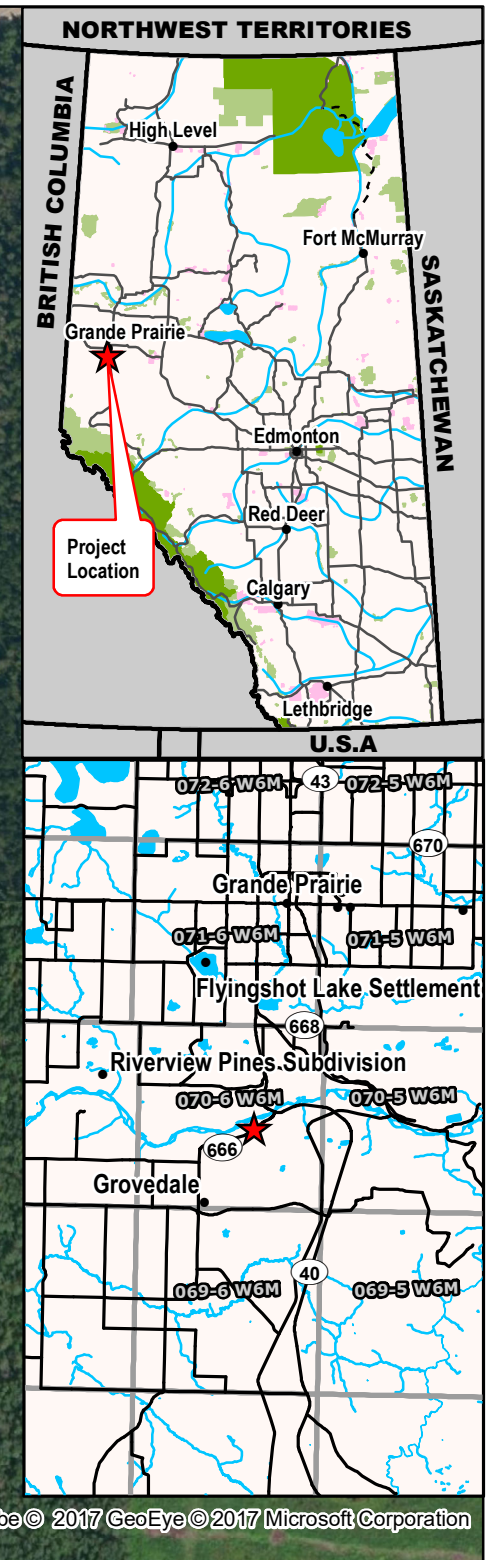 NORTHWEST TERRITORIES
BRITISH COLUMBIA
High Level
Fort McMurray
SASKATCHEWAN
Grande Prairie
Edmonton
Red Deer
Project
Location
Calgary
Lethbridge
U.S.A
072-6 W6M
43
072-5 W6M
670
Grande Prairie
071-6 W6M
071-5 W6M
Flyingshot Lake Settlement
668
Riverview Pines Subdivision
070-6 W6M
070-5 W6M
666
Grovedale
40
069-6 W6M
069-5 W6M
be © 2017 GeoEye © 2017 Microsoft Corporation